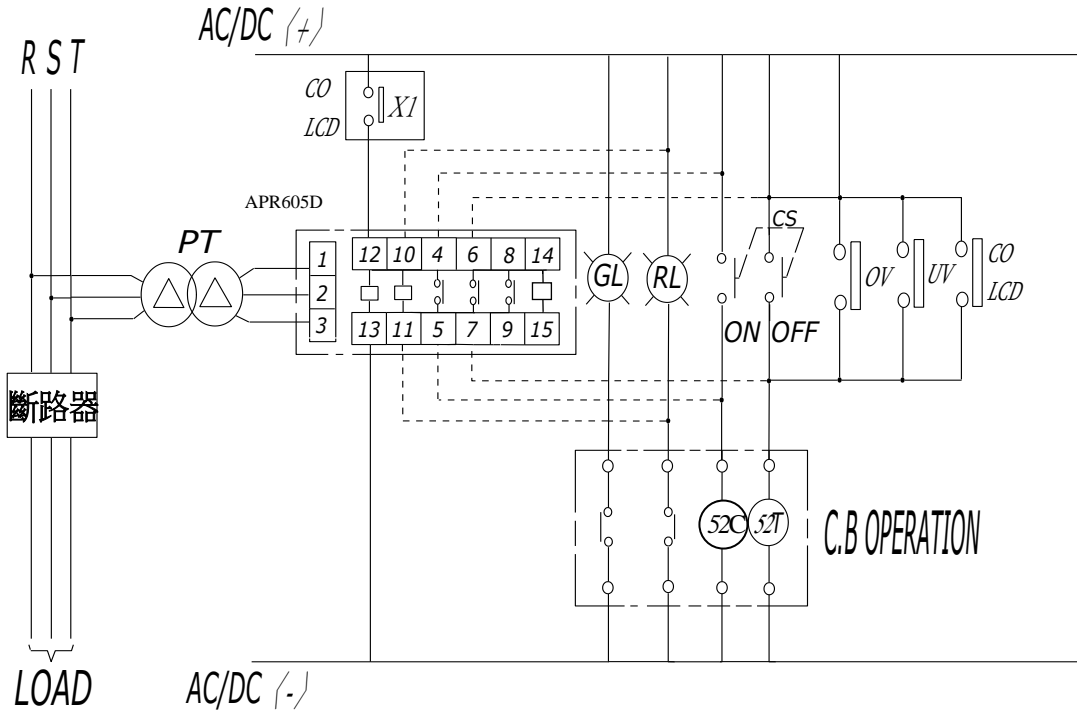 AC/DC (+)
R S T
CO
X1
LCD
APR605D
PT
1
2
3
12 10 4 6 8 14
13 11 5 7 9 15
GL
RL
CS
ON OFF
OV
UV
CO
LCD
斷路器
52C
52T
C.B OPERATION
LOAD
AC/DC (-)